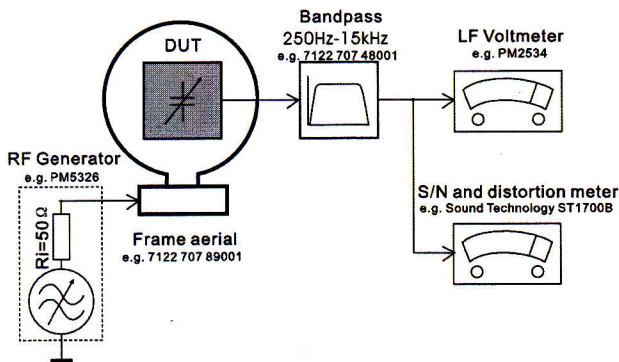 Bandpass
250Hz-15kHz
e.g. 7122 707 48001
LF Voltmeter
e.g. PM2534
DUT
RF Generator
e.g. PM5326
Ri=50Ω
Frame aerial
e.g. 7122 707 89001
S/N and distortion meter
e.g. Sound Technology ST1700B